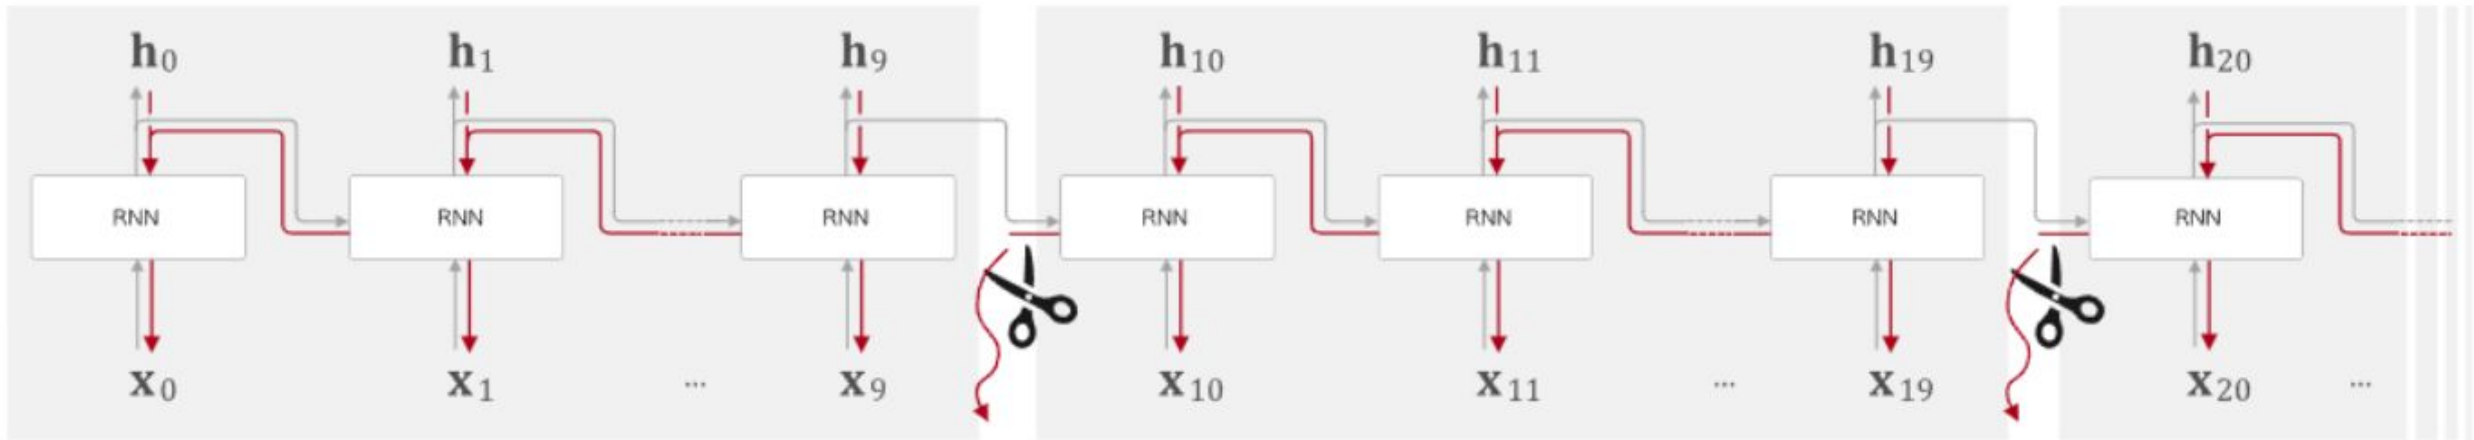 h0 h1 h9 h10 h11 h19 h20
RNN RNN RNN RNN RNN RNN RNN
x0 x1 ... x9 x10 x11 ... x19 x20 ...